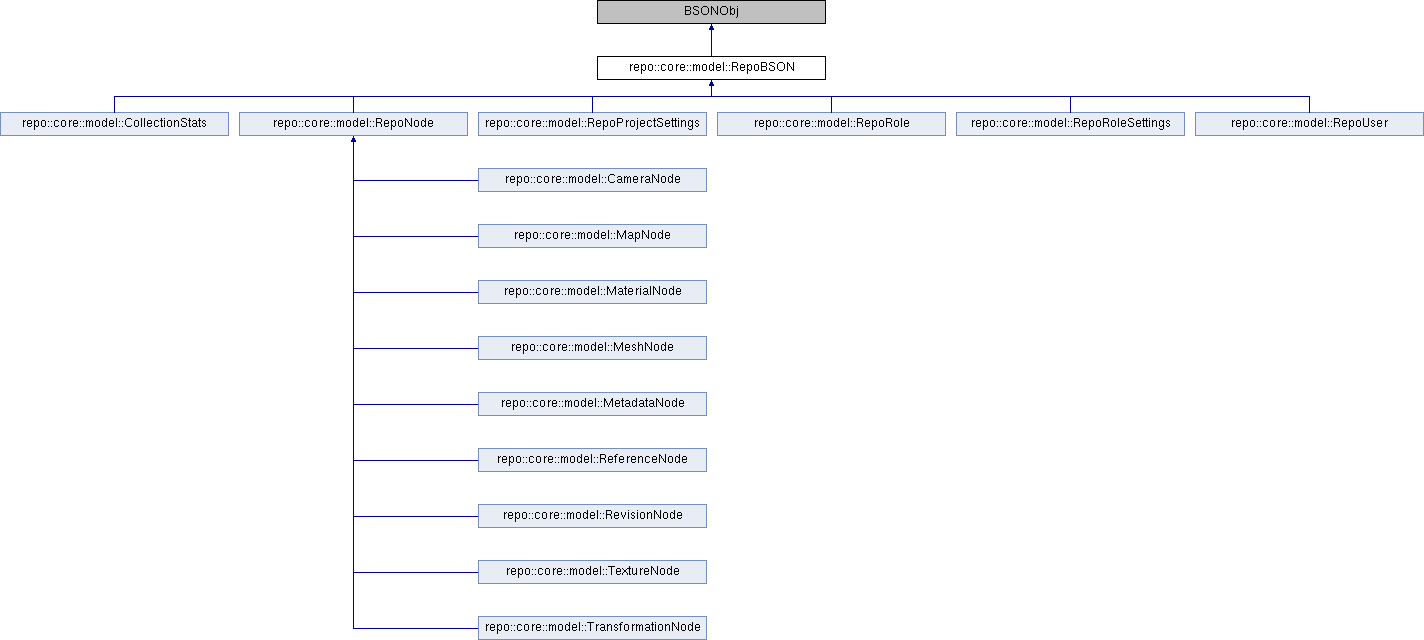 BSONObj
repo::core::model::RepoBSON
repo::core::model::CollectionStats
repo::core::model::RepoNode
repo::core::model::RepoProjectSettings
repo::core::model::RepoRole
repo::core::model::RepoRoleSettings
repo::core::model::RepoUser
repo::core::model::CameraNode
repo::core::model::MapNode
repo::core::model::MaterialNode
repo::core::model::MeshNode
repo::core::model::MetadataNode
repo::core::model::ReferenceNode
repo::core::model::RevisionNode
repo::core::model::TextureNode
repo::core::model::TransformationNode